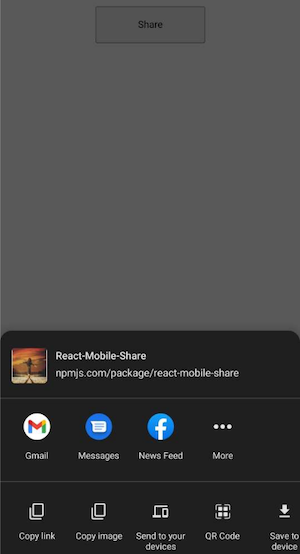 Share
React-Mobile-Share
npmjs.com/package/react-mobile-share
Gmail Messages News Feed More
Copy link Copy image Send to your devices QR Code Save to device